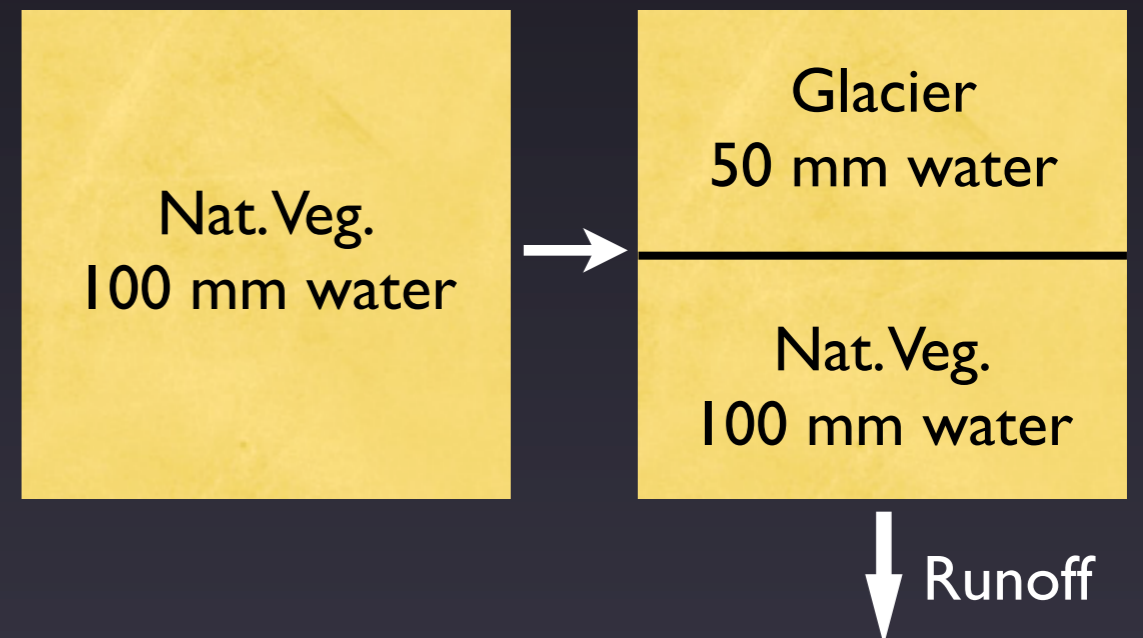 Nat. Veg.
100 mm water
Glacier
50 mm water
Nat. Veg.
100 mm water
Runoff